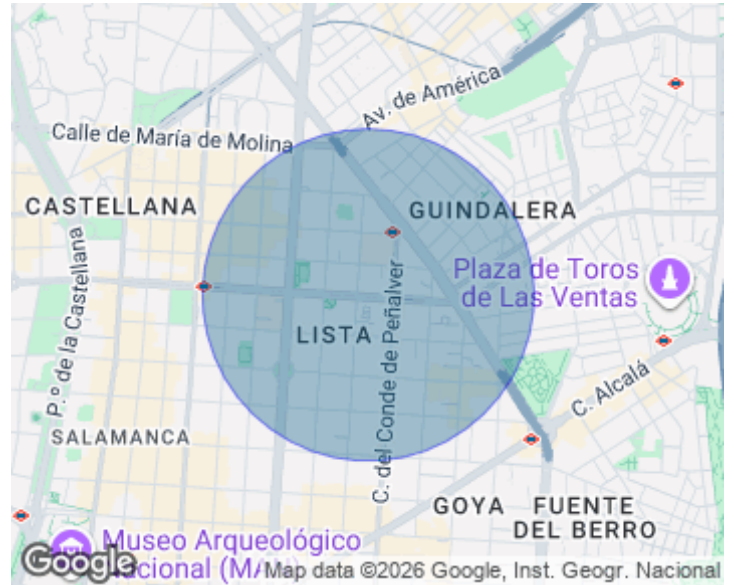 Av. de América
Calle de María de Molina
CASTELLANA
GUINDALERA
P.º de la Castellana
Plaza de Toros
de Las Ventas
C. del Conde de Peñalver
LISTA
C. Alcalá
SALAMANCA
GOYA
FUENTE
DEL BERRO
Museo Arqueológico
Nacional (MAN)
Google
Map data ©2026 Google, Inst. Geogr. Nacional